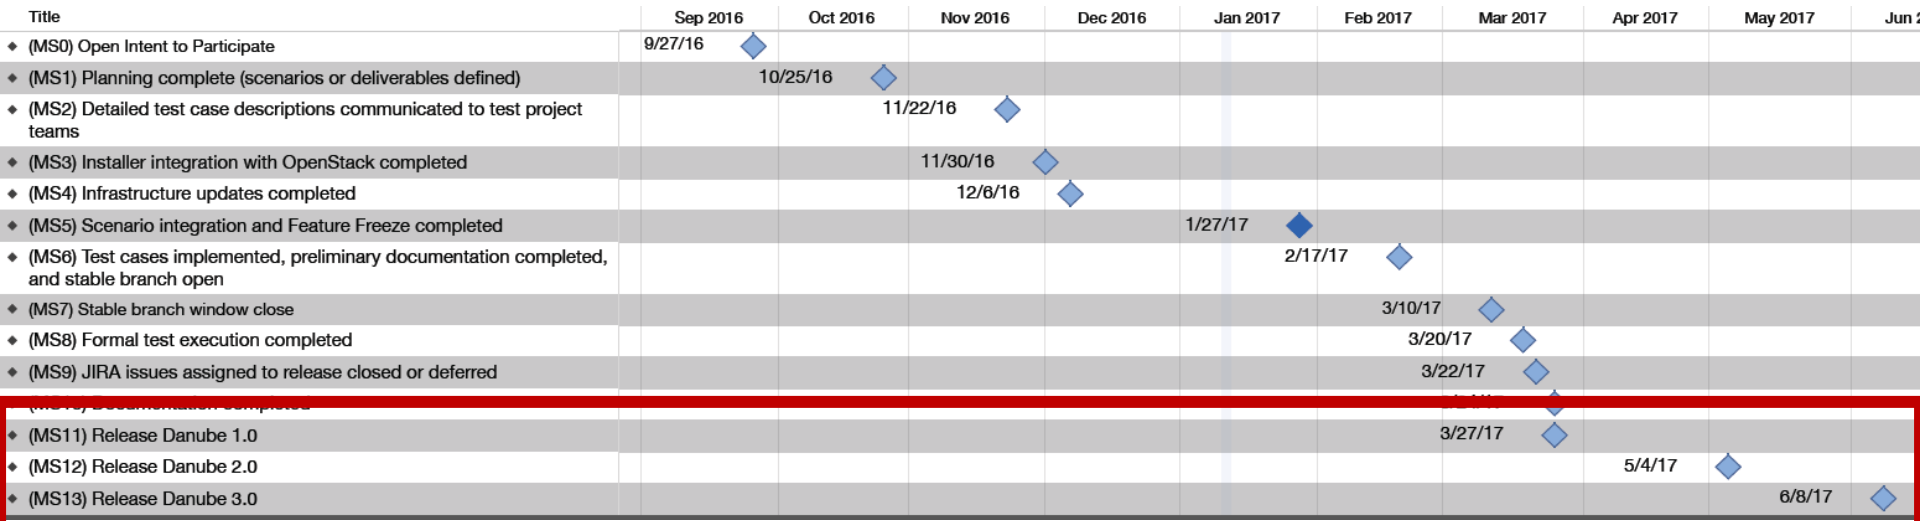 Title Sep 2016 Oct 2016 Nov 2016 Dec 2016 Jan 2017 Feb 2017 Mar 2017 Apr 2017 May 2017 Jun
(MS0) Open Intent to Participate 9/27/16
(MS1) Planning complete (scenarios or deliverables defined) 10/25/16
(MS2) Detailed test case descriptions communicated to test project 11/22/16
teams
(MS3) Installer integration with OpenStack completed 11/30/16
(MS4) Infrastructure updates completed 12/6/16
(MS5) Scenario integration and Feature Freeze completed 1/27/17
(MS6) Test cases implemented, preliminary documentation completed, 2/17/17
and stable branch open
(MS7) Stable branch window close 3/10/17
(MS8) Formal test execution completed 3/20/17
(MS9) JIRA issues assigned to release closed or deferred 3/22/17
Documentation completed
(MS11) Release Danube 1.0 3/27/17
(MS12) Release Danube 2.0 5/4/17
(MS13) Release Danube 3.0 6/8/17